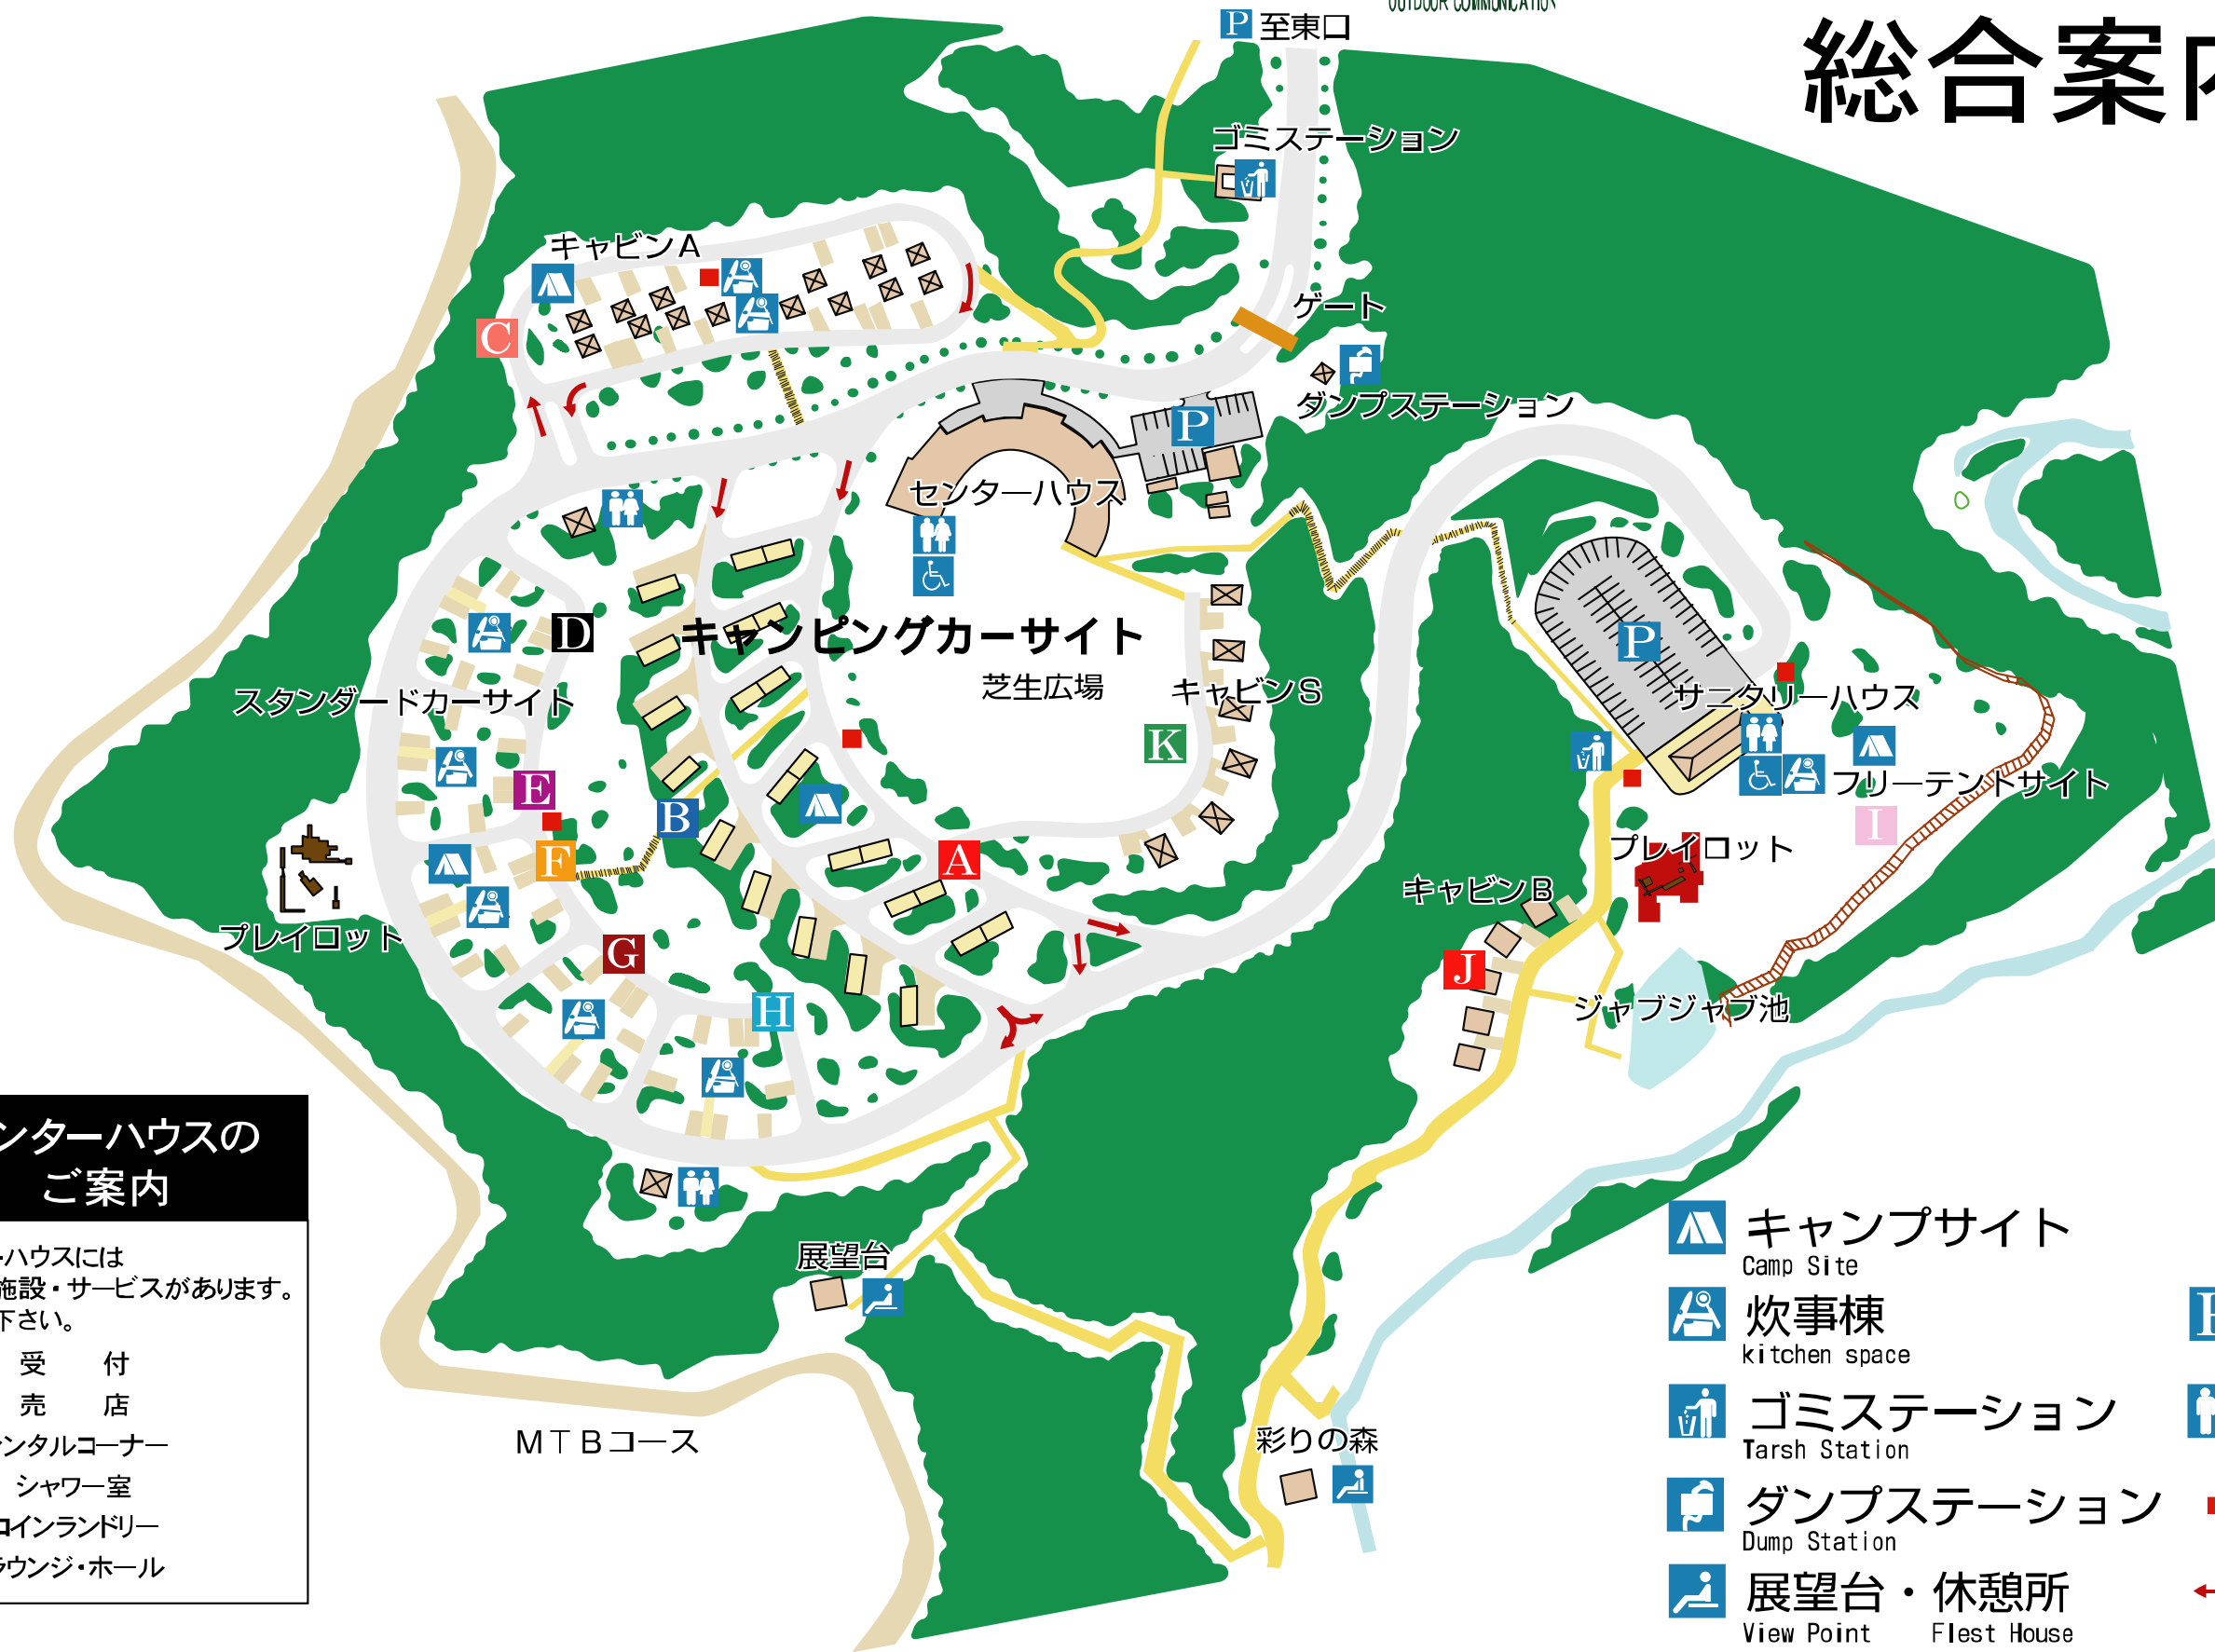 OUTDOOR COMMUNICATION
P 至東口
総合案
ゴミステーション
キャビンA
C
ゲート
ダンプステーション
P
センターハウス
D
キャンピングカーサイト
芝生広場
スタンダードカーサイト
キャビンS
K
P
サニタリーハウス
フリーテントサイト
I
E
B
F
A
プレイロット
プレイロット
キャビンB
G
J
H
ジャブジャブ池
展望台
MTBコース
彩りの森
ンターハウスの
ご案内
ーハウスには
施設・サービスがあります。
下さい。
受 付
売 店
ンタルコーナー
シャワー室
コインランドリー
ラウンジ・ホール
キャンプサイト
Camp Site
炊事棟
kitchen space
ゴミステーション
Tarsh Station
ダンプステーション
Dump Station
展望台・休憩所
View Point Flest House